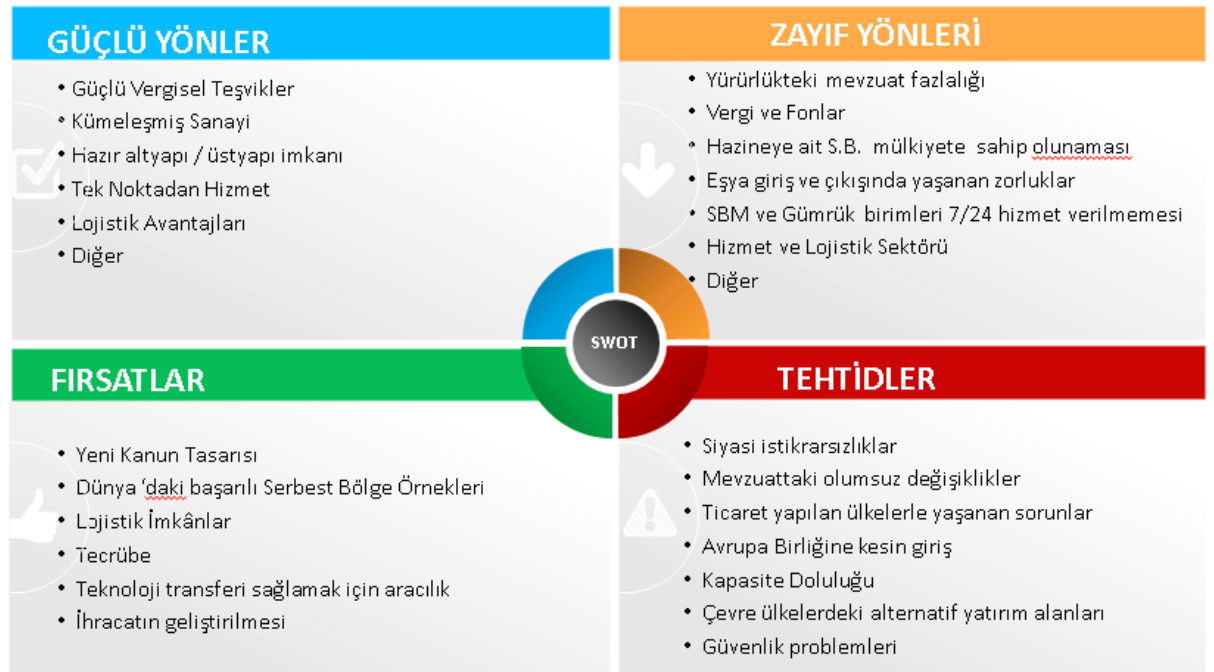 GÜÇLÜ YÖNLER
• Güçlü Vergisel Teşvikler
• Kümeleşmiş Sanayi
• Hazır altyapı / üstyapı imkanı
• Tek Noktadan Hizmet
• Lojistik Avantajları
• Diğer
ZAYIF YÖNLERİ
• Yürürlükteki mevzuat fazlalığı
• Vergi ve Fonlar
• Hazineye ait S.B. mülkiyete sahip olunaması
• Eşya giriş ve çıkışında yaşanan zorluklar
• SBM ve Gümrük birimleri 7/24 hizmet verilmemesi
• Hizmet ve Lojistik Sektörü
• Diğer
SWOT
FIRSATLAR
• Yeni Kanun Tasarısı
• Dünya ‘daki başarılı Serbest Bölge Örnekleri
• Lojistik İmkânlar
• Tecrübe
• Teknoloji transferi sağlamak için aracılık
• İhracatın geliştirilmesi
TEHTİDLER
• Siyasi istikrarsızlıklar
• Mevzuattaki olumsuz değişiklikler
• Ticaret yapılan ülkelerle yaşanan sorunlar
• Avrupa Birliğine kesin giriş
• Kapasite Doluluğu
• Çevre ülkelerdeki alternatif yatırım alanları
• Güvenlik problemleri